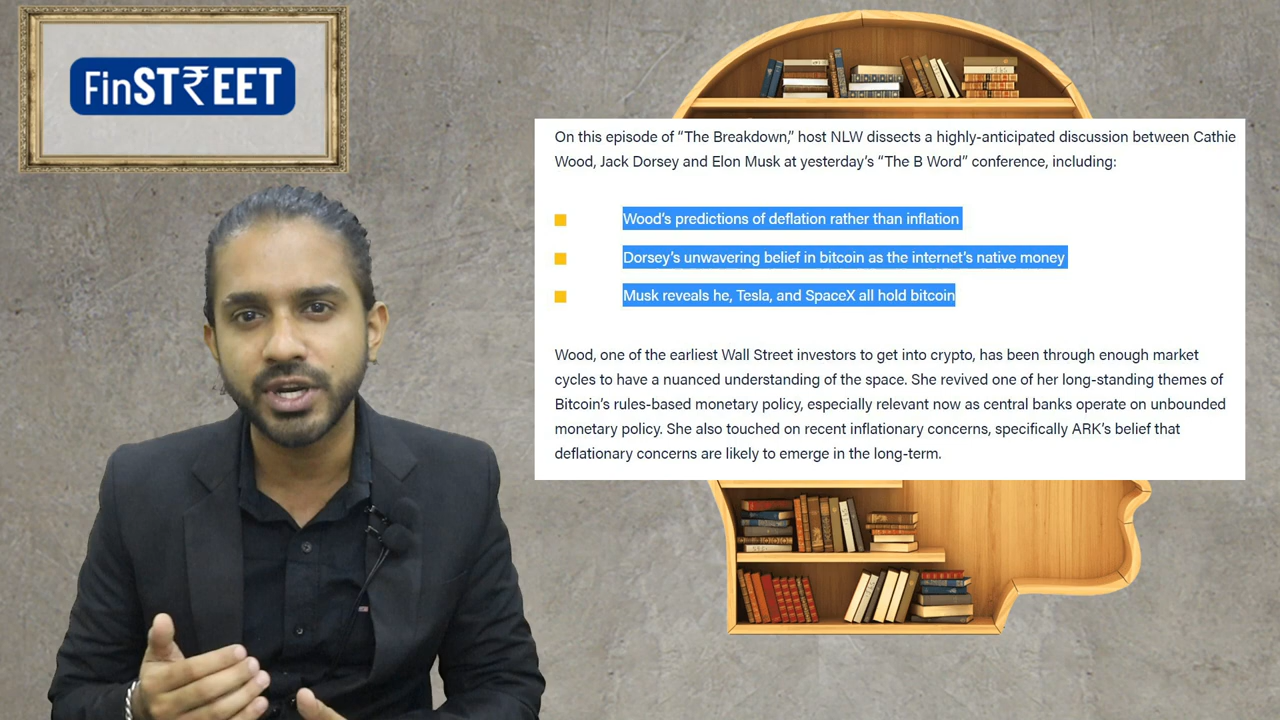 FinST₹EET
On this episode of “The Breakdown,” host NLW dissects a highly-anticipated discussion between Cathie
Wood, Jack Dorsey and Elon Musk at yesterday’s “The B Word” conference, including:
Wood’s predictions of deflation rather than inflation
Dorsey’s unwavering belief in bitcoin as the internet’s native money
Musk reveals he, Tesla, and SpaceX all hold bitcoin
Wood, one of the earliest Wall Street investors to get into crypto, has been through enough market
cycles to have a nuanced understanding of the space. She revived one of her long-standing themes of
Bitcoin’s rules-based monetary policy, especially relevant now as central banks operate on unbounded
monetary policy. She also touched on recent inflationary concerns, specifically ARK’s belief that
deflationary concerns are likely to emerge in the long-term.